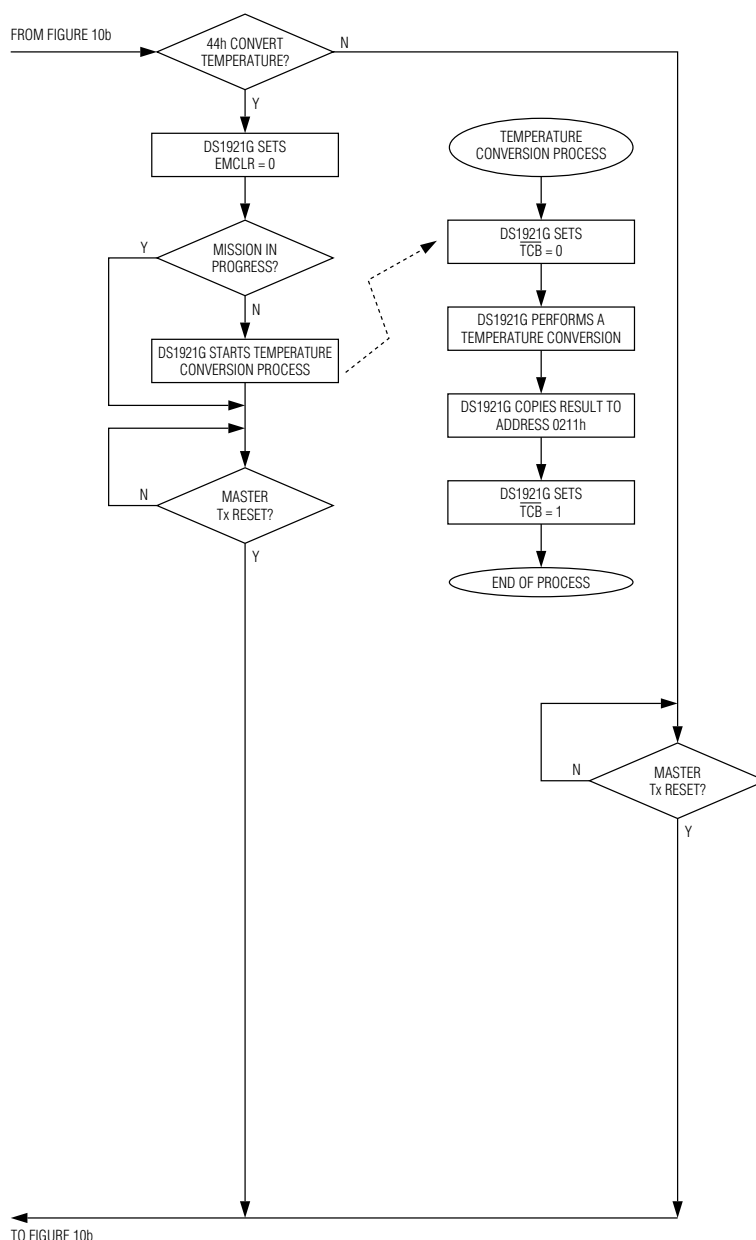 FROM FIGURE 10b
44h CONVERT
TEMPERATURE?
N
Y
DS1921G SETS
EMCLR = 0
Y
MISSION IN
PROGRESS?
N
DS1921G STARTS TEMPERATURE
CONVERSION PROCESS
N
MASTER
Tx RESET?
Y
TEMPERATURE
CONVERSION PROCESS
DS1921G SETS
T̅C̅B̅ = 0
DS1921G PERFORMS A
TEMPERATURE CONVERSION
DS1921G COPIES RESULT TO
ADDRESS 0211h
DS1921G SETS
T̅C̅B̅ = 1
END OF PROCESS
N
MASTER
Tx RESET?
Y
TO FIGURE 10b